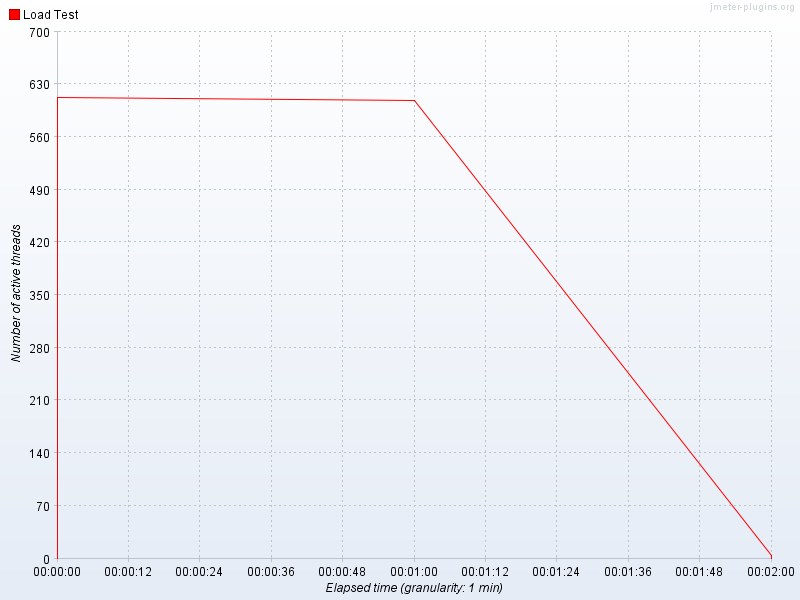 jmeter-plugins.org
Load Test
700
630
560
490
420
350
280
210
140
70
0
Number of active threads
00:00:00 00:00:12 00:00:24 00:00:36 00:00:48 00:01:00 00:01:12 00:01:24 00:01:36 00:01:48 00:02:00
Elapsed time (granularity: 1 min)